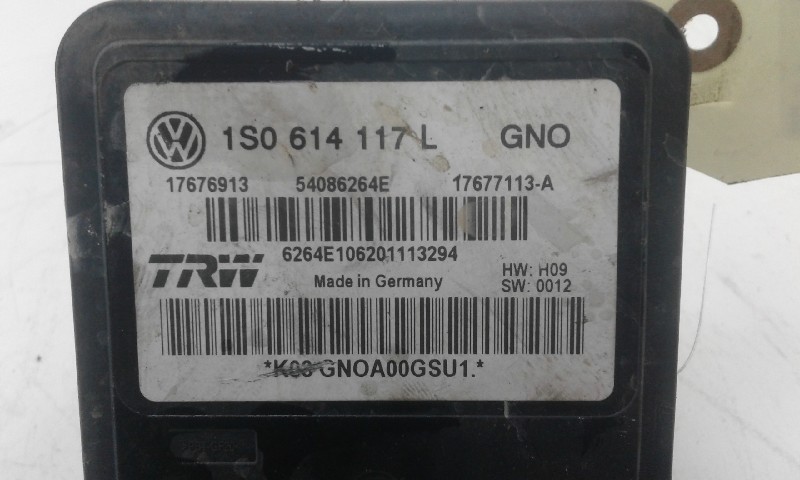 1S0 614 117 L GNO
17676913 54086264E 17677113-A
6264E106201113294
TRW Made in Germany HW: H09
SW: 0012
*K03 GNOA00GSU1.*